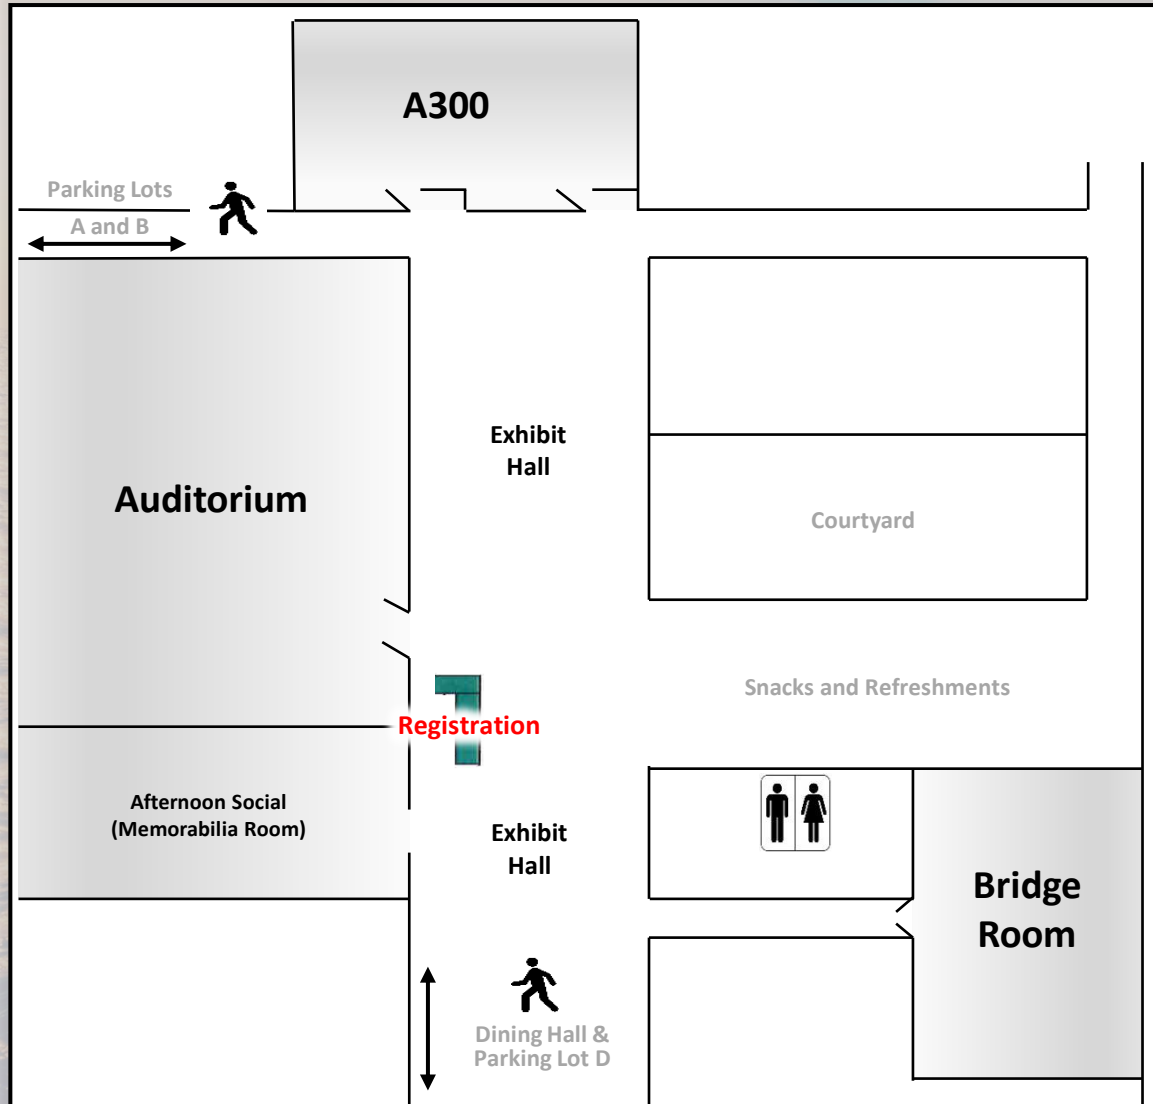 A300
Parking Lots
A and B
Exhibit
Hall
Auditorium
Courtyard
Snacks and Refreshments
Registration
Afternoon Social
(Memorabilia Room)
Exhibit
Hall
Bridge
Room
Dining Hall &
Parking Lot D